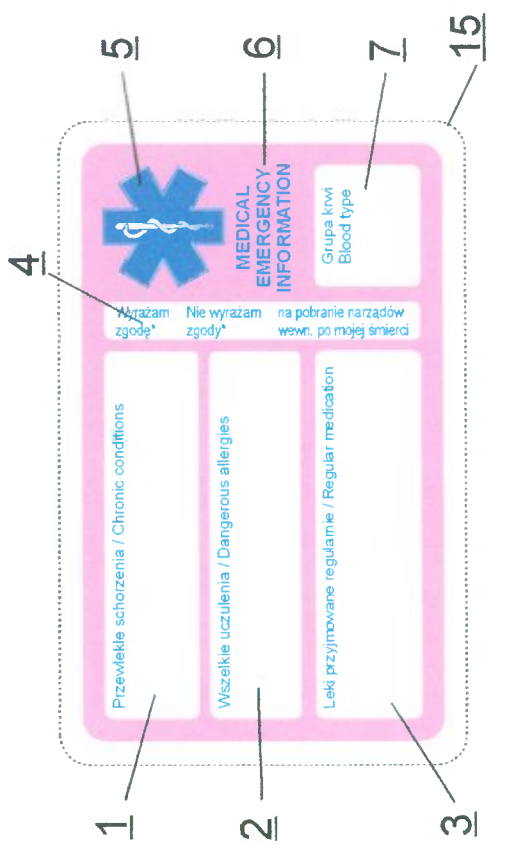 5
6
7
15
4
MEDICAL
EMERGENCY
INFORMATION
Grupa krwi
Blood type
Wyrażam
zgodę*
Nie wyrażam
zgody*
na pobranie narządów
wewn. po mojej śmierci
Przewlekłe schorzenia / Chronic conditions
Wszelkie uczulenia / Dangerous allergies
Leki przyjmowane regularnie / Regular medication
1
2
3